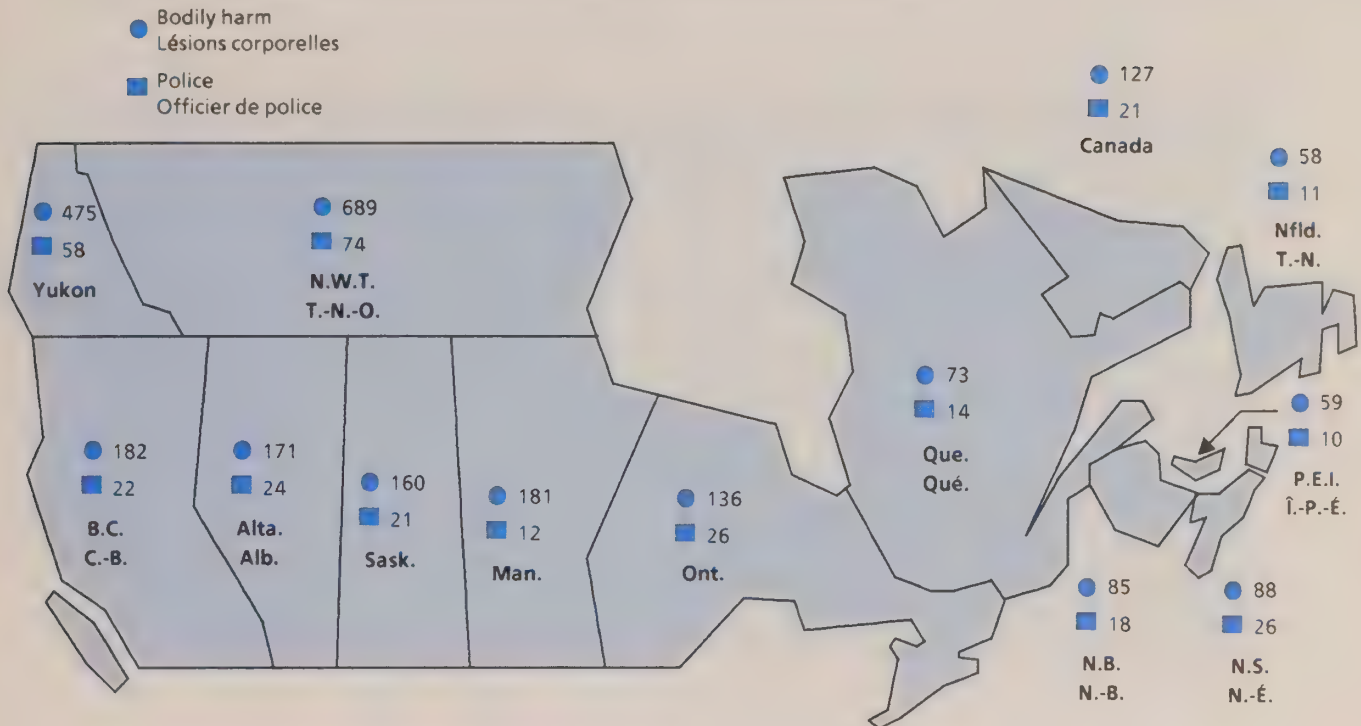 Bodily harm
Lésions corporelles
Police
Officier de police
127
21
Canada
58
11
Nfld.
T.-N.
475
58
Yukon
689
74
N.W.T.
T.-N.-O.
73
14
Que.
Qué.
59
10
P.E.I.
Î.-P.-É.
182
22
B.C.
C.-B.
171
24
Alta.
Alb.
160
21
Sask.
181
12
Man.
136
26
Ont.
85
18
N.B.
N.-B.
88
26
N.S.
N.-É.